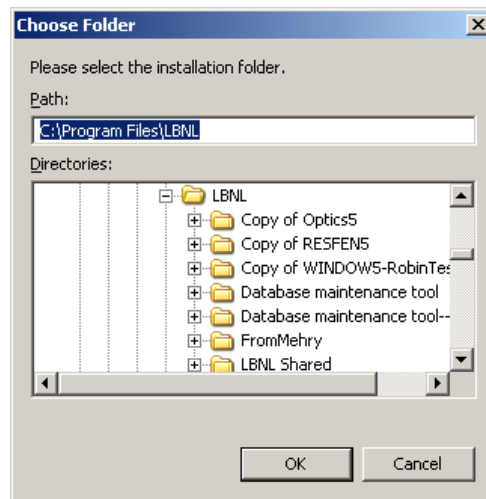 Choose Folder
Please select the installation folder.
Path:
C:\Program Files\LBNL
Directories:
LBNL
Copy of Optics5
Copy of RESFEN5
Copy of WINDOW5-RobinTes
Database maintenance tool
Database maintenance tool--
FromMehry
LBNL Shared
OK
Cancel